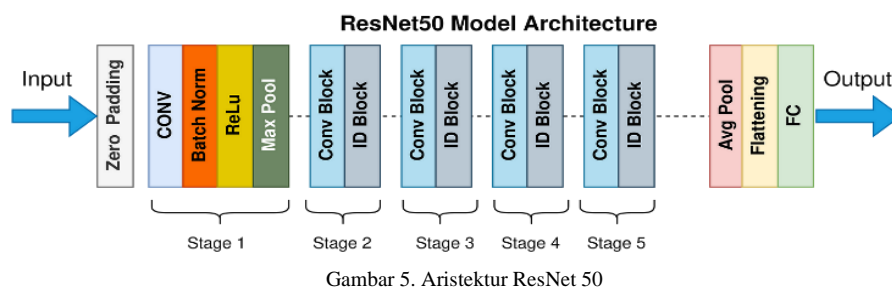 ResNet50 Model Architecture
Input
Zero Padding
CONV
Batch Norm
ReLu
Max Pool
Conv Block
ID Block
Conv Block
ID Block
Conv Block
ID Block
Conv Block
ID Block
Avg Pool
Flattening
FC
Output
Stage 1
Stage 2
Stage 3
Stage 4
Stage 5
Gambar 5. Aristektur ResNet 50